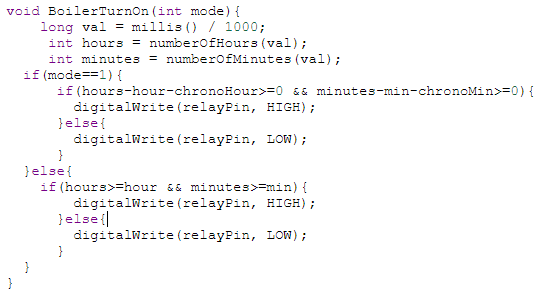 void BoilerTurnOn(int mode){
long val = millis() / 1000;
int hours = numberOfHours(val);
int minutes = numberOfMinutes(val);
if(mode==1){
if(hours-hour-chronoHour>=0 && minutes-min-chronoMin>=0){
digitalWrite(relayPin, HIGH);
}else{
digitalWrite(relayPin, LOW);
}
}else{
if(hours>=hour && minutes>=min){
digitalWrite(relayPin, HIGH);
}else{
digitalWrite(relayPin, LOW);
}
}
}